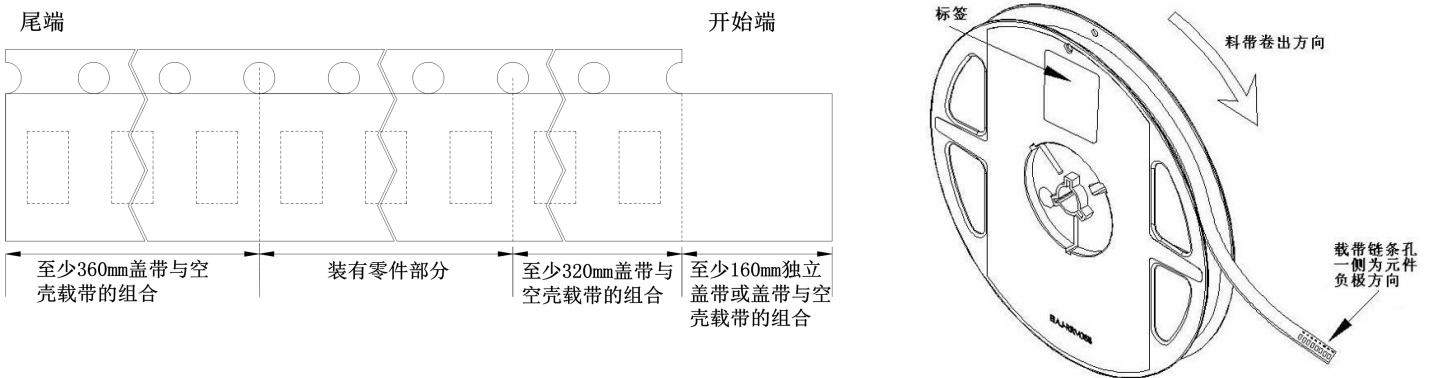 尾端
开始端
至少360mm盖带与空
壳载带的组合
装有零件部分
至少320mm盖带与
空壳载带的组合
至少160mm独立
盖带或盖带与空
壳载带的组合
标签
料带卷出方向
载带链条孔
一侧为元件
负极方向